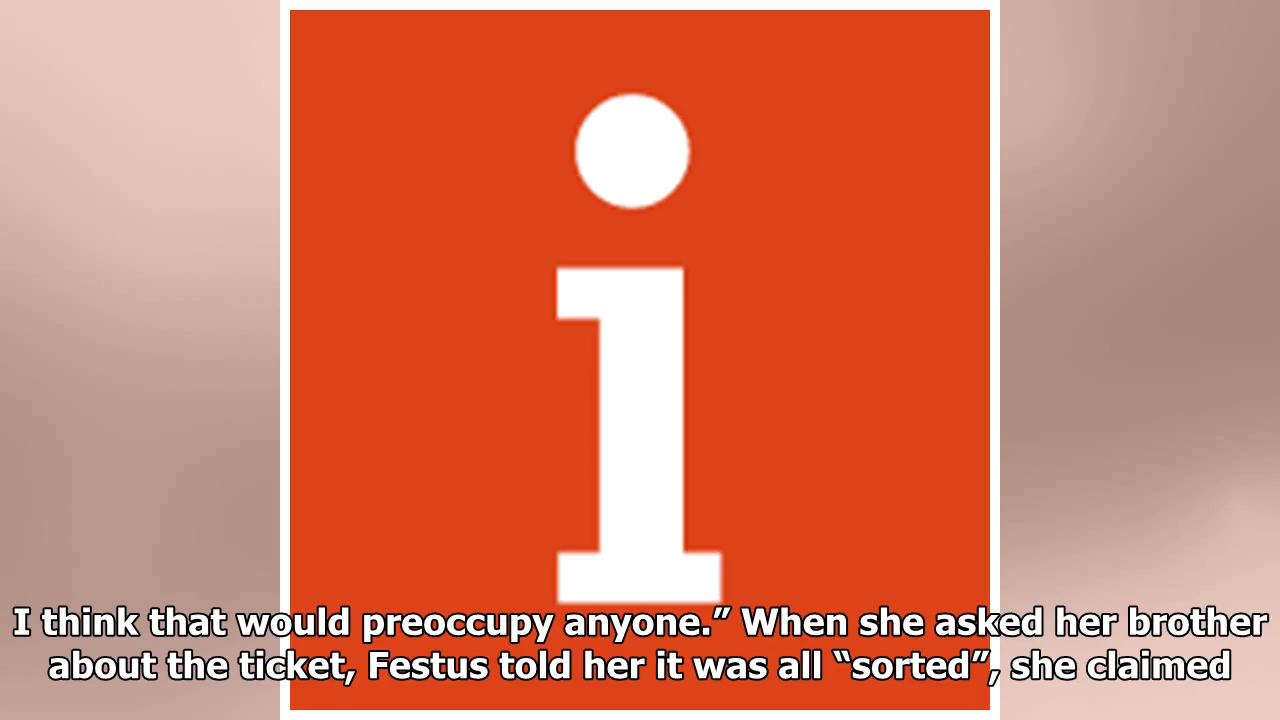 i
I think that would preoccupy anyone.” When she asked her brother
about the ticket, Festus told her it was all “sorted”, she claimed